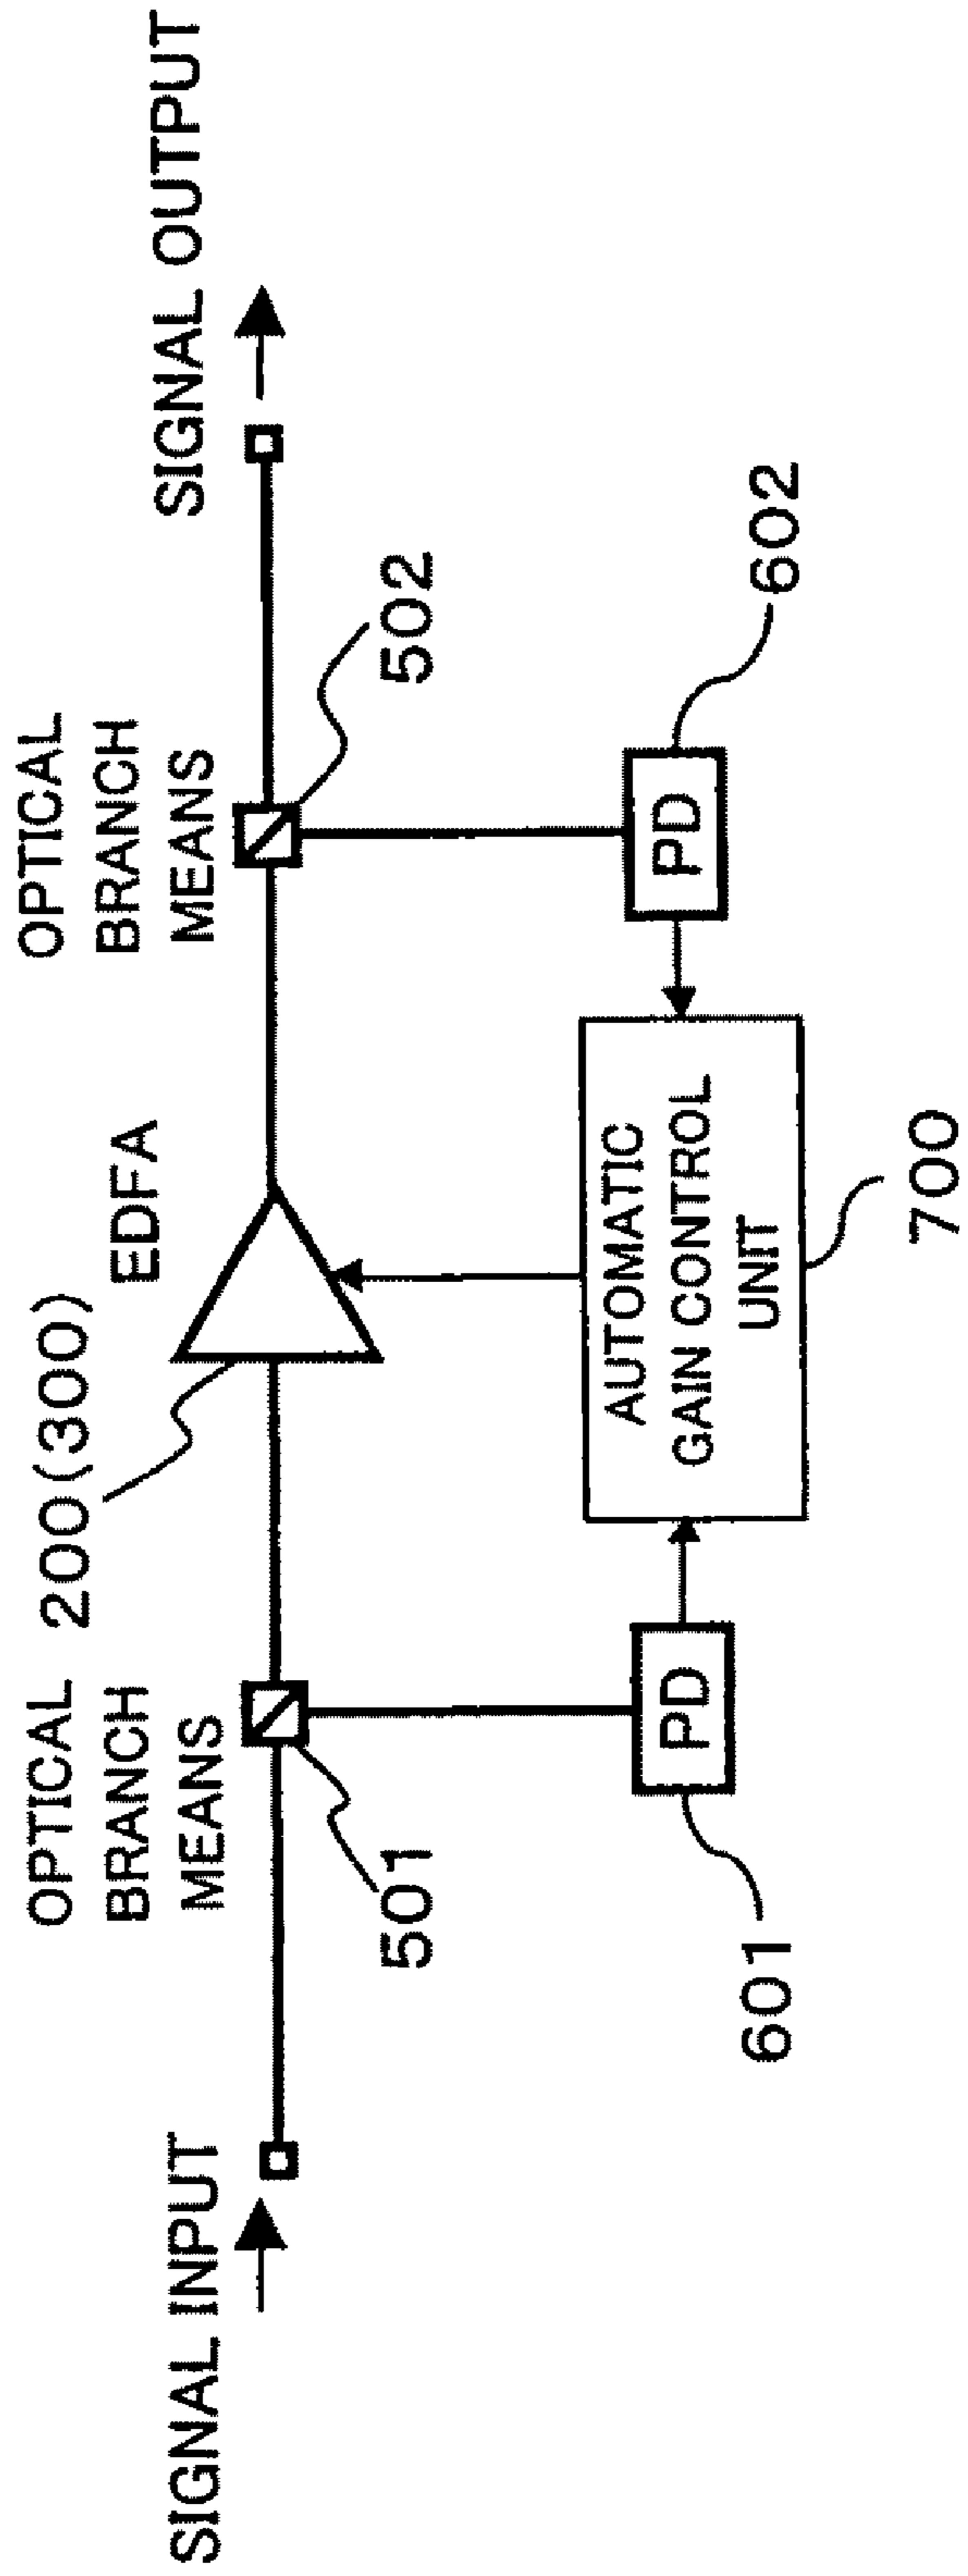 SIGNAL INPUT
OPTICAL
BRANCH
MEANS
501
200(300)
EDFA
OPTICAL
BRANCH
MEANS
502
SIGNAL OUTPUT
PD
601
AUTOMATIC
GAIN CONTROL
UNIT
700
PD
602